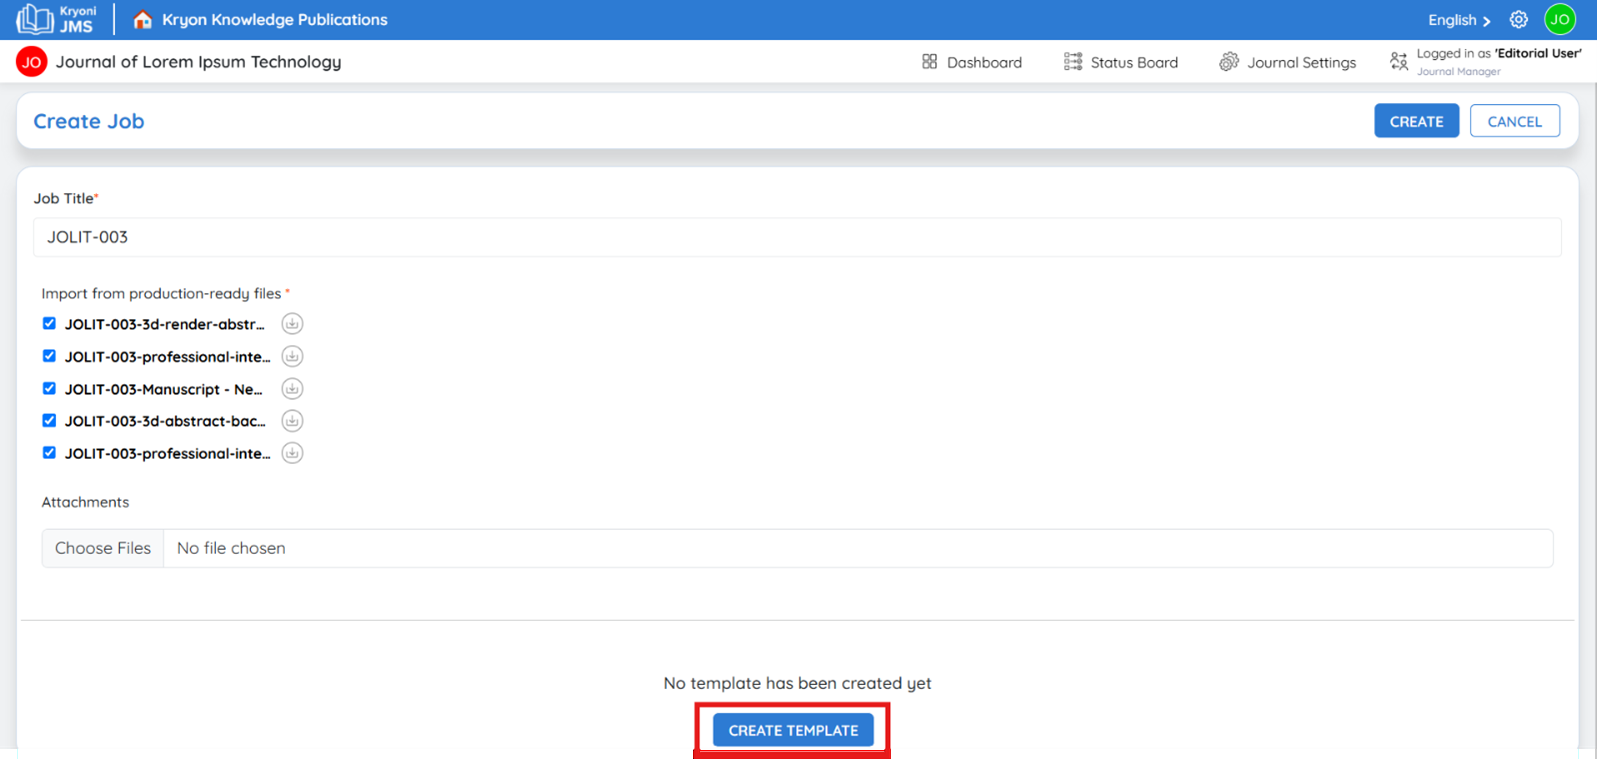 Kryoni
JMS
Kryon Knowledge Publications
English
JO
JO
Journal of Lorem Ipsum Technology
Dashboard
Status Board
Journal Settings
Logged in as 'Editorial User'
Journal Manager
Create Job
CREATE
CANCEL
Job Title*
JOLIT-003
Import from production-ready files *
JOLIT-003-3d-render-abstr...
JOLIT-003-professional-inte...
JOLIT-003-Manuscript - Ne...
JOLIT-003-3d-abstract-bac...
JOLIT-003-professional-inte...
Attachments
Choose Files No file chosen
No template has been created yet
CREATE TEMPLATE